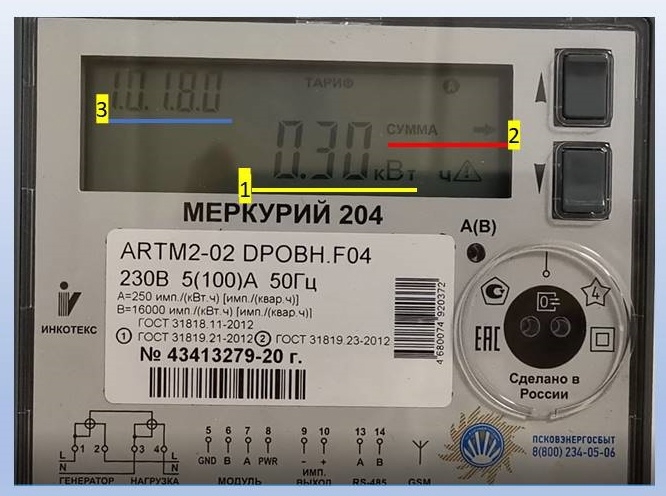 1.0.1.8.0
ТАРИФ
3
0.30 кВт ч
СУММА
2
1
МЕРКУРИЙ 204
A(B)
ARTM2-02 DPOBH.F04
230В 5(100)А 50Гц
A=250 имп./(кВт.ч) [имп./(квар.ч)]
B=16000 имп./(кВт.ч) [имп./(квар.ч)]
ГОСТ 31818.11-2012
1 ГОСТ 31819.21-2012 2 ГОСТ 31819.23-2012
№ 43413279-20 г.
4 680074 920372
ИНКОТЕКС
EAC
4
Сделано в
России
1 2 3 4
L L
N N
ГЕНЕРАТОР НАГРУЗКА
5 6 7 8
GND B A PWR
МОДУЛЬ
9 10
- +
ИМП.
ВЫХОД
13 14
A B
RS-485
GSM
ПСКОВЭНЕРГОСБЫТ
8(800) 234-05-06